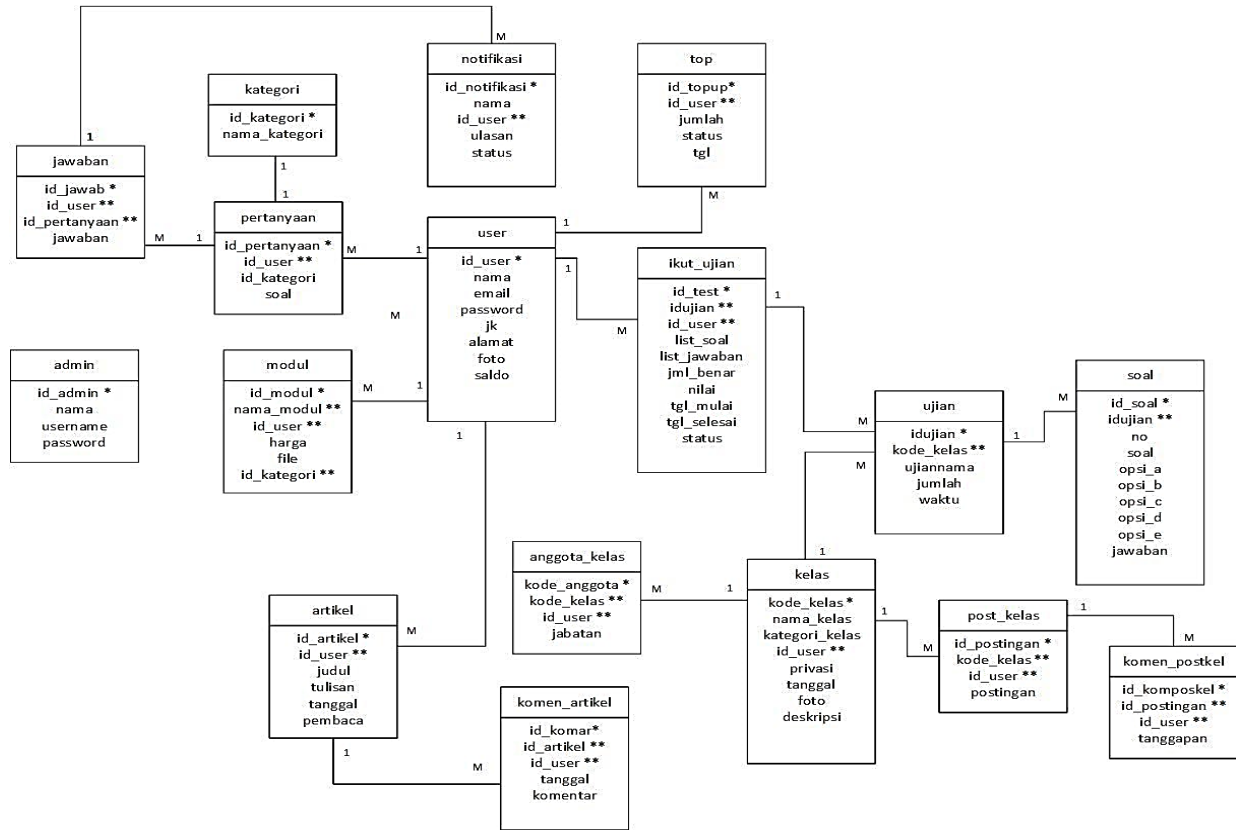 M
notifikasi
id_notifikasi *
nama
id_user **
ulasan
status
top
id_topup*
id_user **
jumlah
status
tgl
M
kategori
id_kategori *
nama_kategori
1
1
1
jawaban
id_jawab *
id_user **
id_pertanyaan **
jawaban
M
1
pertanyaan
id_pertanyaan *
id_user **
id_kategori
soal
M
1
M
user
id_user *
nama
email
password
jk
alamat
foto
saldo
1
1
M
ikut_ujian
id_test *
idujian **
id_user **
list_soal
list_jawaban
jml_benar
nilai
tgl_mulai
tgl_selesai
status
1
M
admin
id_admin *
nama
username
password
modul
id_modul *
nama_modul **
id_user **
harga
file
id_kategori **
M
1
1
ujian
idujian *
kode_kelas **
ujiannama
jumlah
waktu
M
1
M
soal
id_soal *
idujian **
no
soal
opsi_a
opsi_b
opsi_c
opsi_d
opsi_e
jawaban
anggota_kelas
kode_anggota *
kode_kelas **
id_user **
jabatan
M
1
1
kelas
kode_kelas *
nama_kelas
kategori_kelas
id_user **
privasi
tanggal
foto
deskripsi
1
M
post_kelas
id_postingan *
kode_kelas **
id_user **
postingan
1
M
komen_postkel
id_komposkel *
id_postingan **
id_user **
tanggapan
artikel
id_artikel *
id_user **
judul
tulisan
tanggal
pembaca
M
1
M
komen_artikel
id_komar*
id_artikel **
id_user **
tanggal
komentar